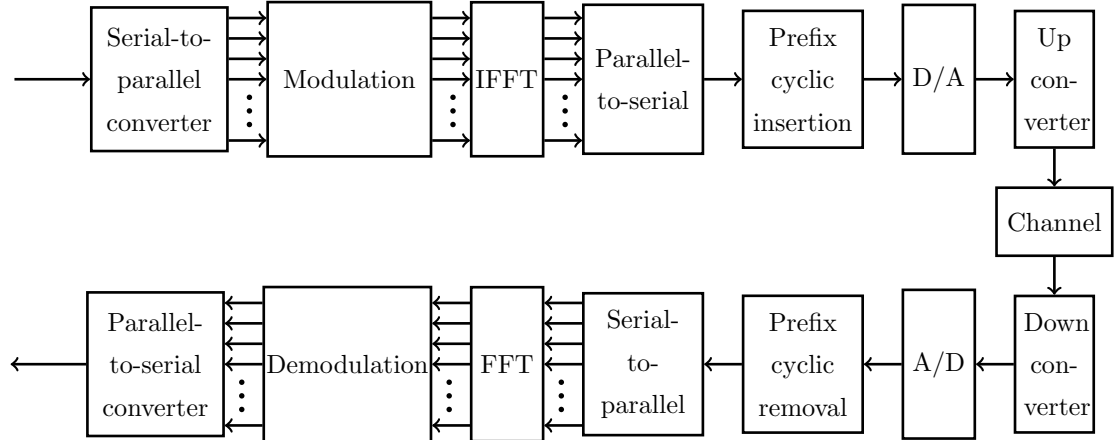 Serial-to-
parallel
converter
Modulation
IFFT
Parallel-
to-serial
Prefix
cyclic
insertion
D/A
Up
con-
verter
Channel
Parallel-
to-serial
converter
Demodulation
FFT
Serial-
to-
parallel
Prefix
cyclic
removal
A/D
Down
con-
verter